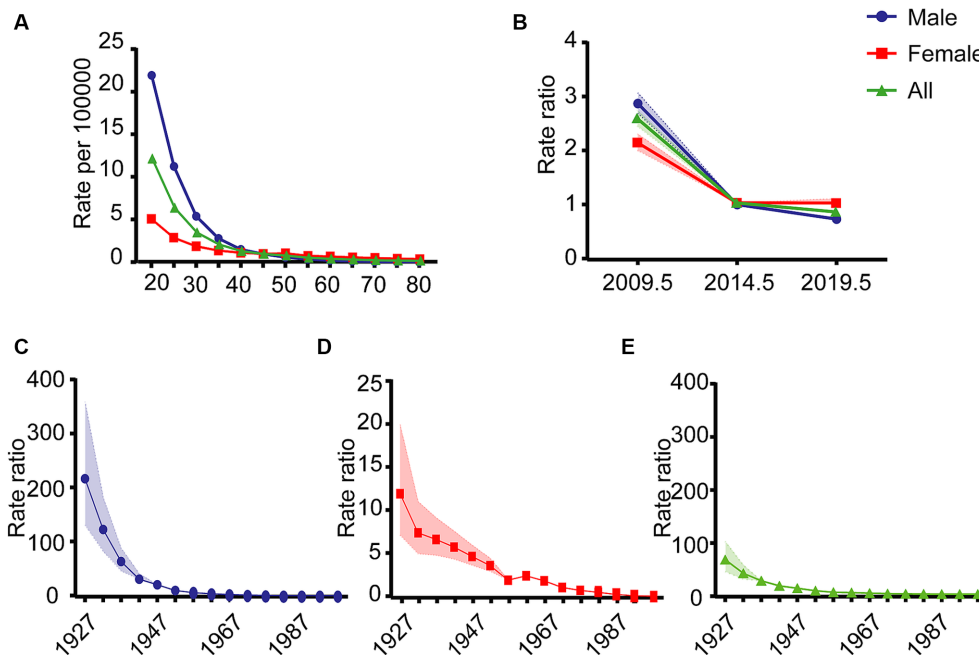 A
Rate per 100000
25
20
15
10
5
0
20 30 40 50 60 70 80
B
Rate ratio
4
3
2
1
0
2009.5 2014.5 2019.5
Male
Female
All
C
Rate ratio
400
300
200
100
0
1927 1947 1967 1987
D
Rate ratio
25
20
15
10
5
0
1927 1947 1967 1987
E
Rate ratio
400
300
200
100
0
1927 1947 1967 1987